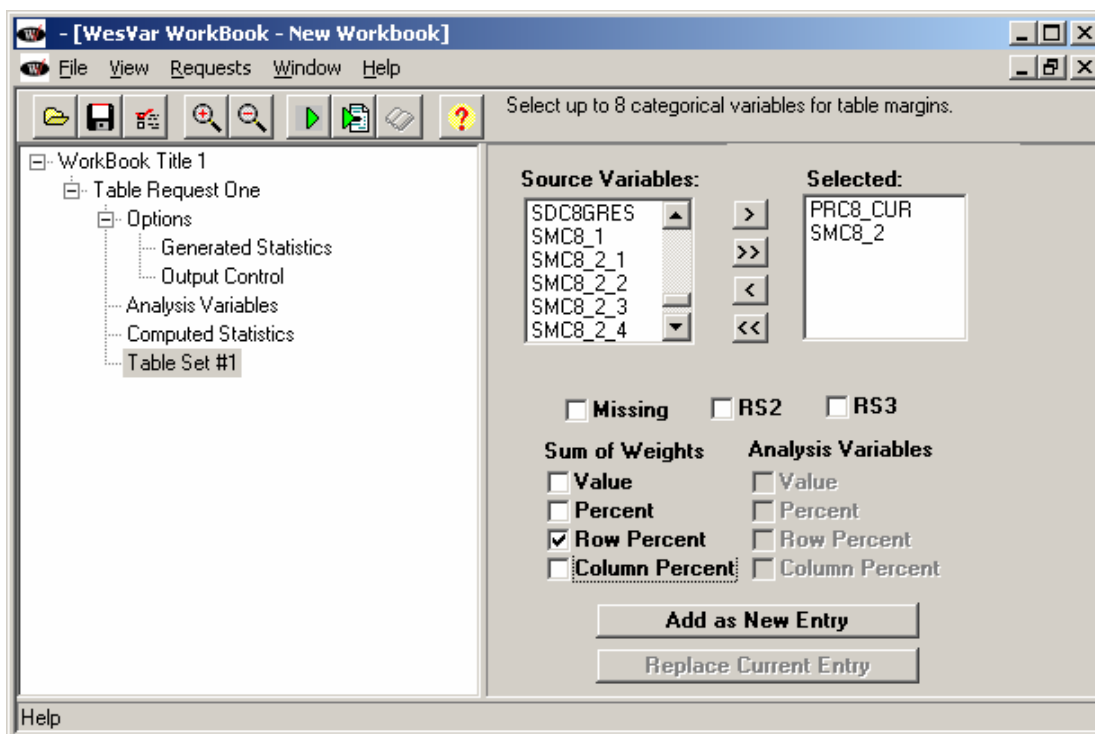 - [WesVar WorkBook - New Workbook]
File View Requests Window Help
Select up to 8 categorical variables for table margins.
WorkBook Title 1
Table Request One
Options
Generated Statistics
Output Control
Analysis Variables
Computed Statistics
Table Set #1
Source Variables:
SDC8GRES
SMC8_1
SMC8_2_1
SMC8_2_2
SMC8_2_3
SMC8_2_4
>
>>
<
<<
Selected:
PRC8_CUR
SMC8_2
Missing RS2 RS3
Sum of Weights
Value
Percent
Row Percent
Column Percent
Analysis Variables
Value
Percent
Row Percent
Column Percent
Add as New Entry
Replace Current Entry
Help